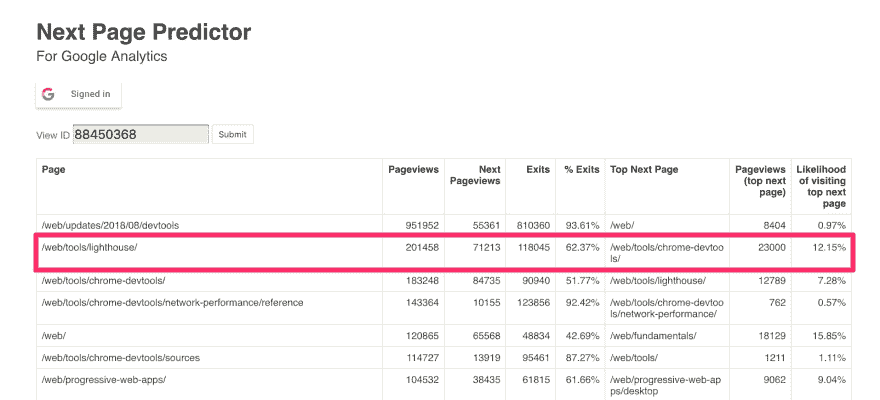 Next Page Predictor
For Google Analytics
G Signed in
View ID 88450368 Submit
Page Pageviews Next Pageviews Exits % Exits Top Next Page Pageviews (top next page) Likelihood of visiting top next page
/web/updates/2018/08/devtools 951952 55361 810360 93.61% /web/ 8404 0.97%
/web/tools/lighthouse/ 201458 71213 118045 62.37% /web/tools/chrome-devtoo
ls/ 23000 12.15%
/web/tools/chrome-devtools/ 183248 84735 90940 51.77% /web/tools/lighthouse/ 12789 7.28%
/web/tools/chrome-devtools/network-performance/reference 143364 10155 123856 92.42% /web/tools/chrome-devtoo
ls/network-performance/ 762 0.57%
/web/ 120865 65568 48834 42.69% /web/fundamentals/ 18129 15.85%
/web/tools/chrome-devtools/sources 114727 13919 95461 87.27% /web/tools/ 1211 1.11%
/web/progressive-web-apps/ 104532 38435 61815 61.66% /web/progressive-web-ap
ps/desktop 9062 9.04%